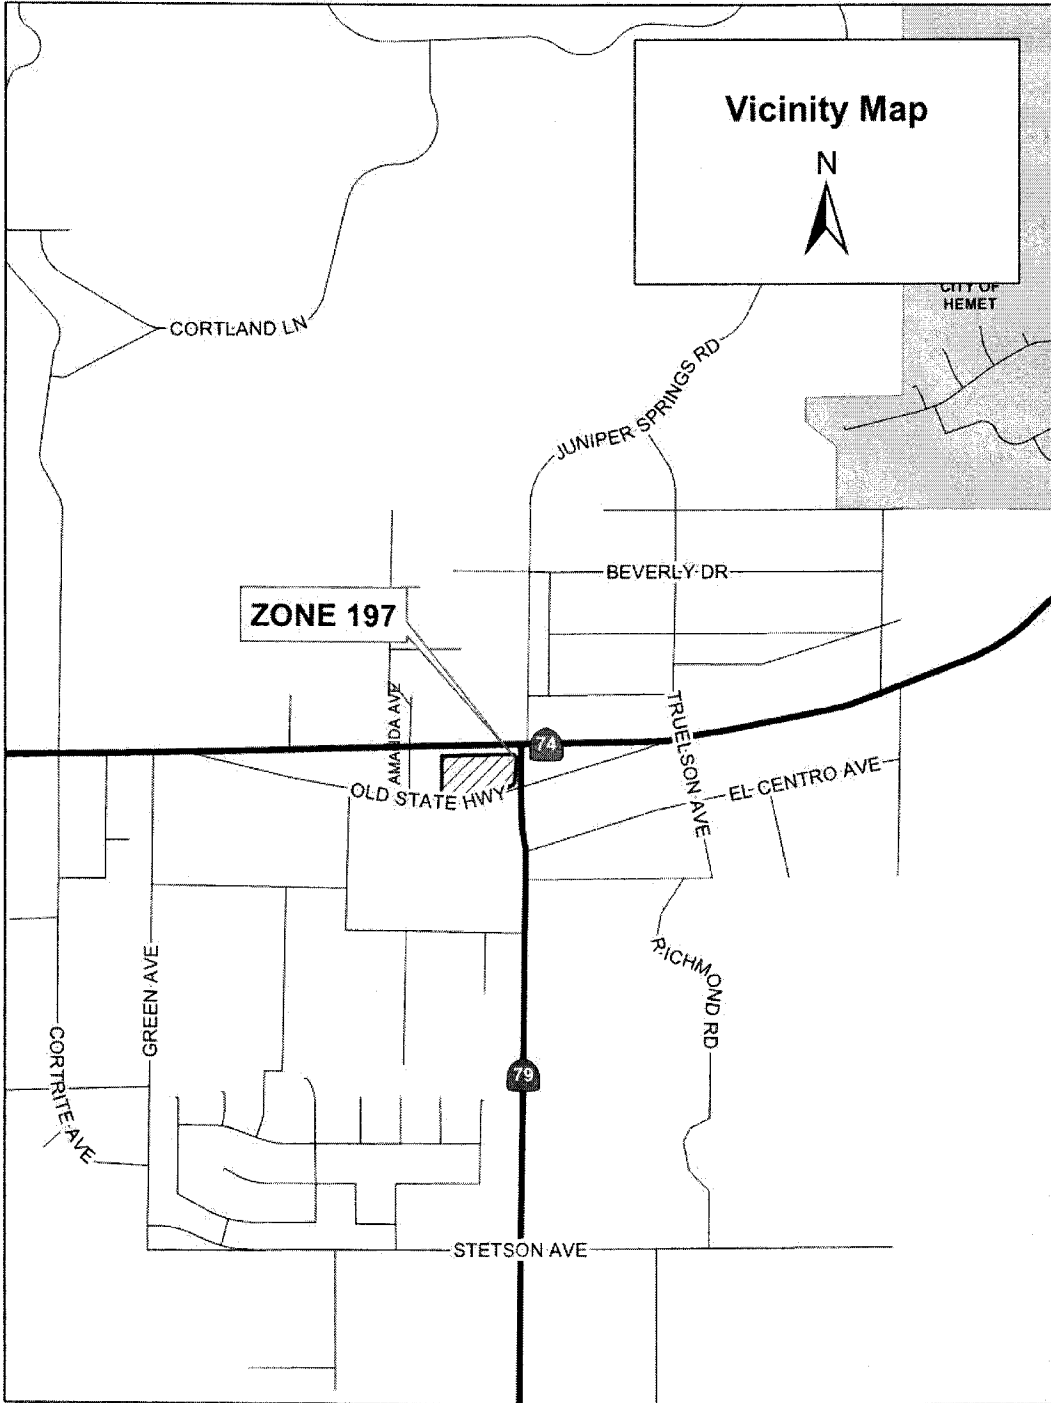 Vicinity Map
N
CITY OF
HEMET
CORTLAND LN
JUNIPER SPRINGS RD
BEVERLY DR
ZONE 197
AMANDA AVE
TRUELSON AVE
74
OLD STATE HWY
EL CENTRO AVE
GREEN AVE
RICHMOND RD
CORTRITE AVE
79
STETSON AVE